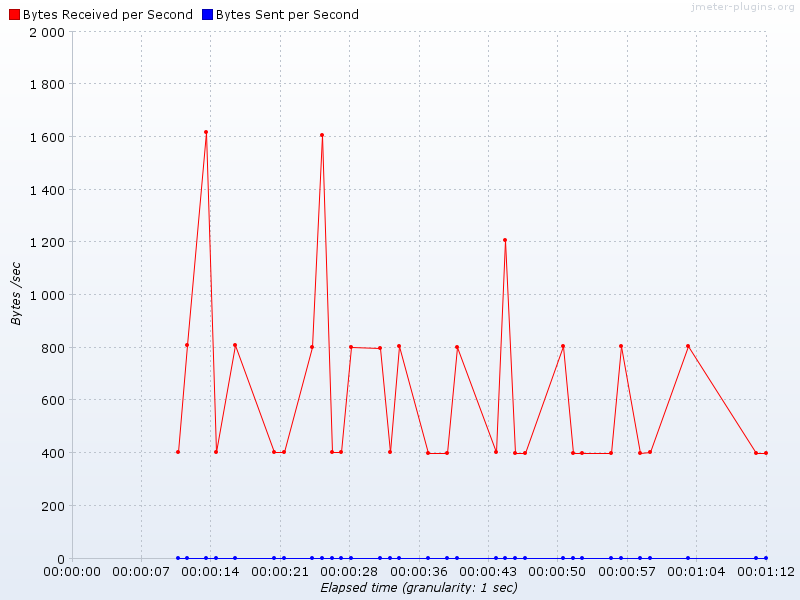 jmeter-plugins.org
Bytes Received per Second Bytes Sent per Second
2 000
1 800
1 600
1 400
1 200
1 000
800
600
400
200
0
Bytes /sec
00:00:00 00:00:07 00:00:14 00:00:21 00:00:28 00:00:36 00:00:43 00:00:50 00:00:57 00:01:04 00:01:12
Elapsed time (granularity: 1 sec)